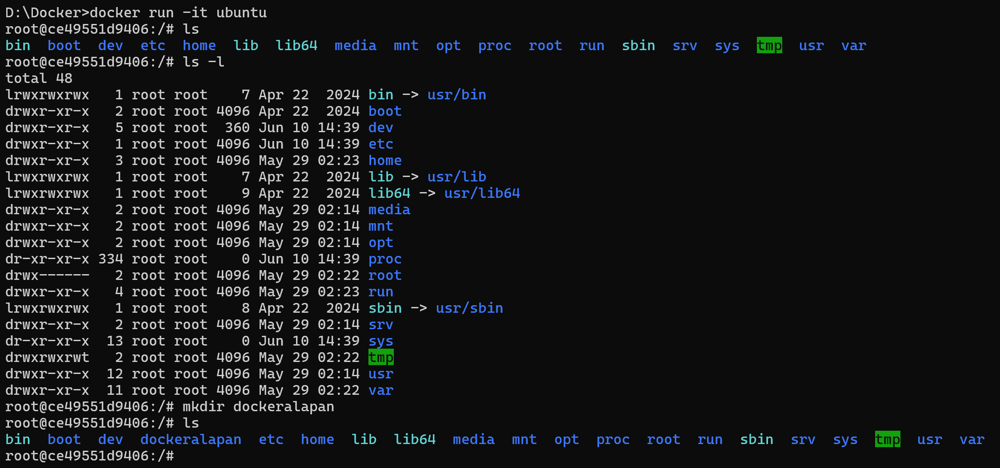 D:\Docker>docker run -it ubuntu
root@ce49551d9406:/# ls
bin  boot  dev  etc  home  lib  lib64  media  mnt  opt  proc  root  run  sbin  srv  sys  tmp  usr  var
root@ce49551d9406:/# ls -l
total 48
lrwxrwxrwx   1 root root    7 Apr 22  2024 bin -> usr/bin
drwxr-xr-x   2 root root 4096 Apr 22  2024 boot
drwxr-xr-x   5 root root  360 Jun 10 14:39 dev
drwxr-xr-x   1 root root 4096 Jun 10 14:39 etc
drwxr-xr-x   3 root root 4096 May 29 02:23 home
lrwxrwxrwx   1 root root    7 Apr 22  2024 lib -> usr/lib
lrwxrwxrwx   1 root root    9 Apr 22  2024 lib64 -> usr/lib64
drwxr-xr-x   2 root root 4096 May 29 02:14 media
drwxr-xr-x   2 root root 4096 May 29 02:14 mnt
drwxr-xr-x   2 root root 4096 May 29 02:14 opt
dr-xr-xr-x 334 root root    0 Jun 10 14:39 proc
drwx------   2 root root 4096 May 29 02:22 root
drwxr-xr-x   4 root root 4096 May 29 02:23 run
lrwxrwxrwx   1 root root    8 Apr 22  2024 sbin -> usr/sbin
drwxr-xr-x   2 root root 4096 May 29 02:14 srv
dr-xr-xr-x  13 root root    0 Jun 10 14:39 sys
drwxrwxrwt   2 root root 4096 May 29 02:22 tmp
drwxr-xr-x  12 root root 4096 May 29 02:14 usr
drwxr-xr-x  11 root root 4096 May 29 02:22 var
root@ce49551d9406:/# mkdir dockeralapan
root@ce49551d9406:/# ls
bin  boot  dev  dockeralapan  etc  home  lib  lib64  media  mnt  opt  proc  root  run  sbin  srv  sys  tmp  usr  var
root@ce49551d9406:/#